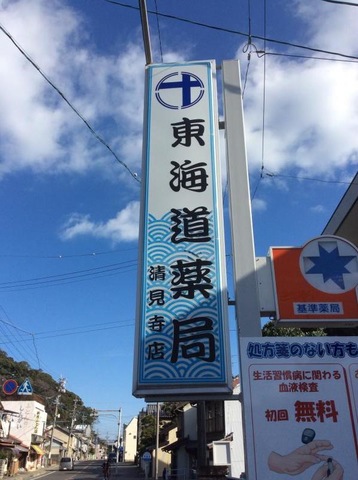 東海道薬局
清見寺店
基準薬局
処方薬のない方も
生活習慣病に関わる
血液検査
初回 無料